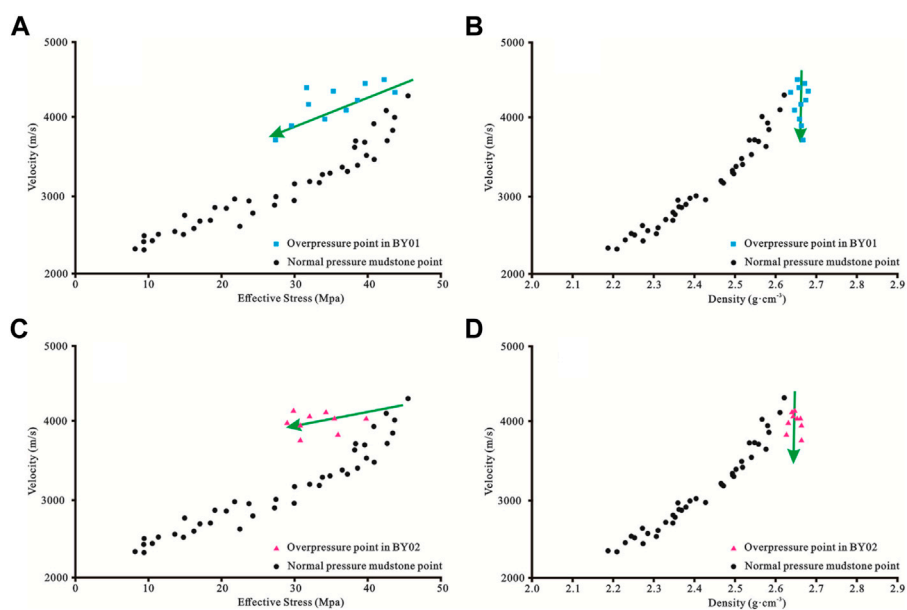 A
5000
4000
3000
2000
Velocity (m/s)
Overpressure point in BY01
Normal pressure mudstone point
0 10 20 30 40 50
Effective Stress (Mpa)
B
5000
4000
3000
2000
Velocity (m/s)
Overpressure point in BY01
Normal pressure mudstone point
2.0 2.1 2.2 2.3 2.4 2.5 2.6 2.7 2.8 2.9
Density (g·cm⁻³)
C
5000
4000
3000
2000
Velocity (m/s)
Overpressure point in BY02
Normal pressure mudstone point
0 10 20 30 40 50
Effective Stress (Mpa)
D
5000
4000
3000
2000
Velocity (m/s)
Overpressure point in BY02
Normal pressure mudstone point
2.0 2.1 2.2 2.3 2.4 2.5 2.6 2.7 2.8 2.9
Density (g·cm⁻³)